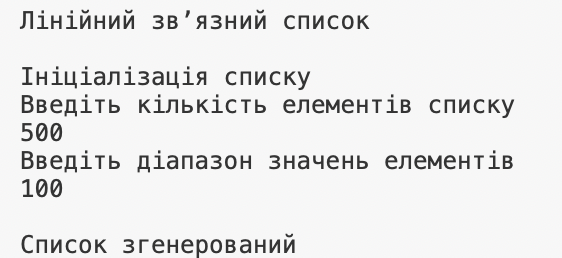 Лінійний зв’язний список
Ініціалізація списку
Введіть кількість елементів списку
500
Введіть діапазон значень елементів
100
Список згенерований